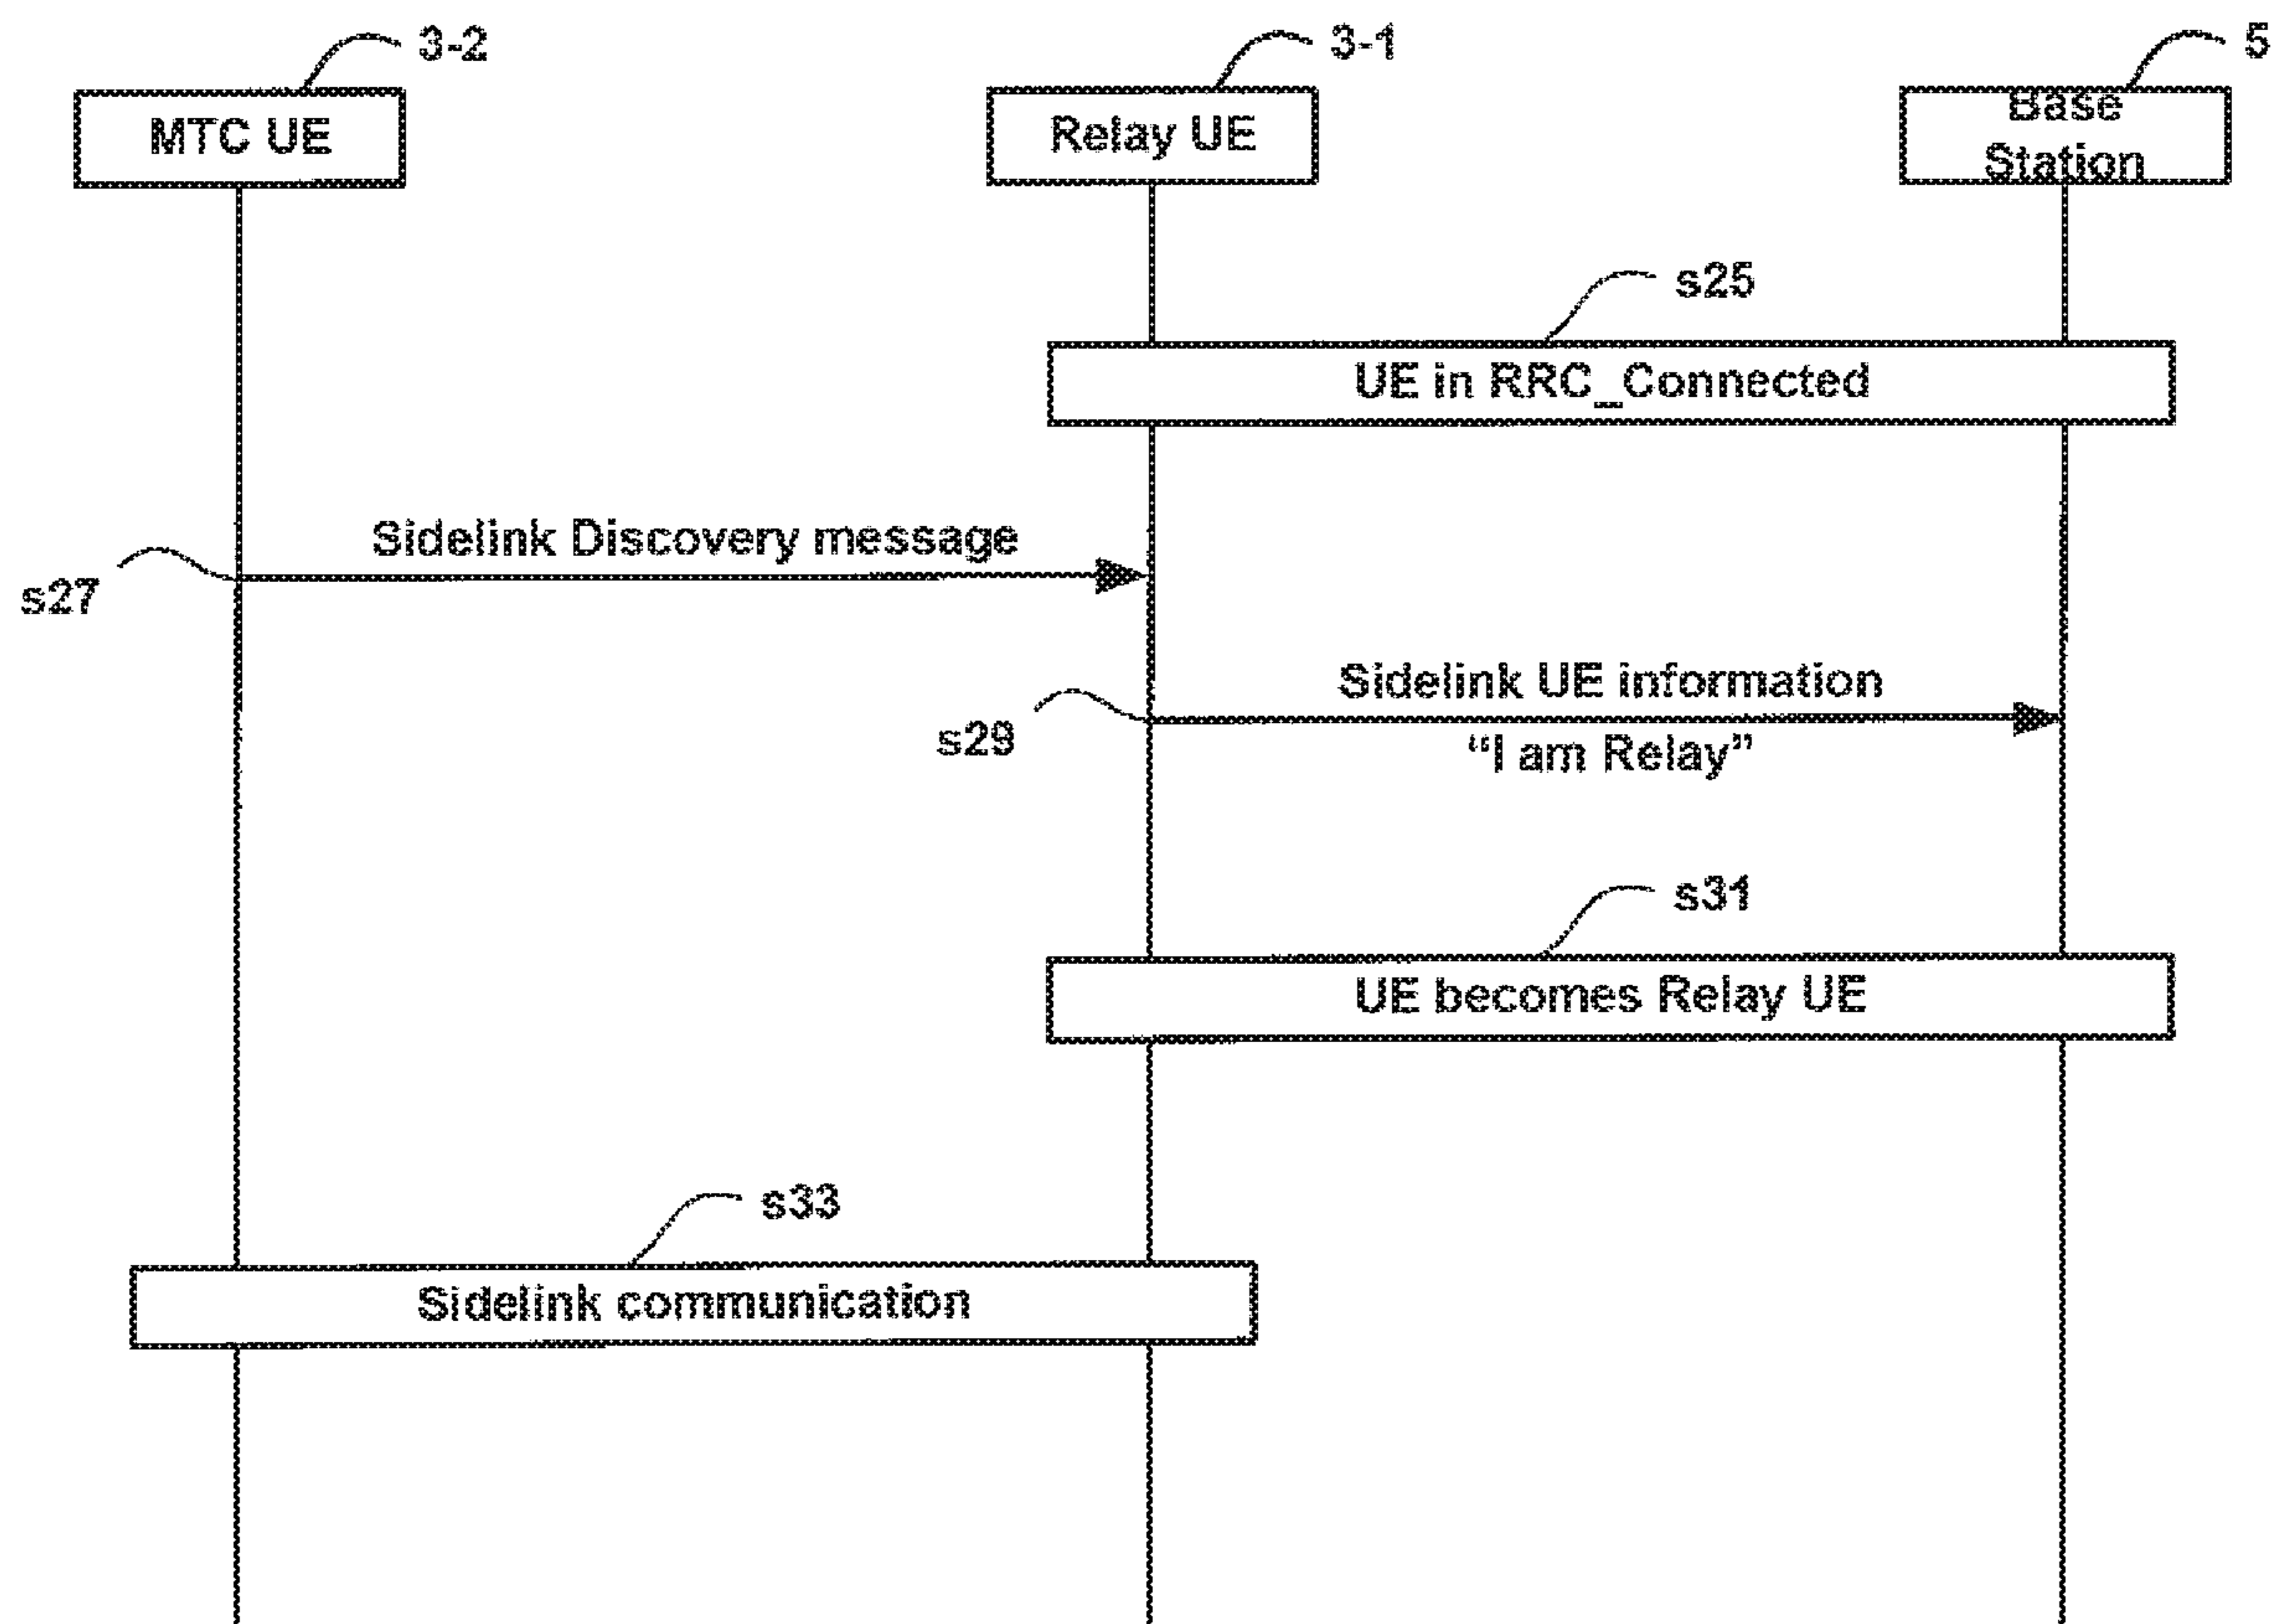 3-2
3-1
5
MTC UE
Relay UE
Base
Station
s25
UE in RRC_Connected
Sidelink Discovery message
s27
Sidelink UE information
s29
“I am Relay”
s31
UE becomes Relay UE
s33
Sidelink communication